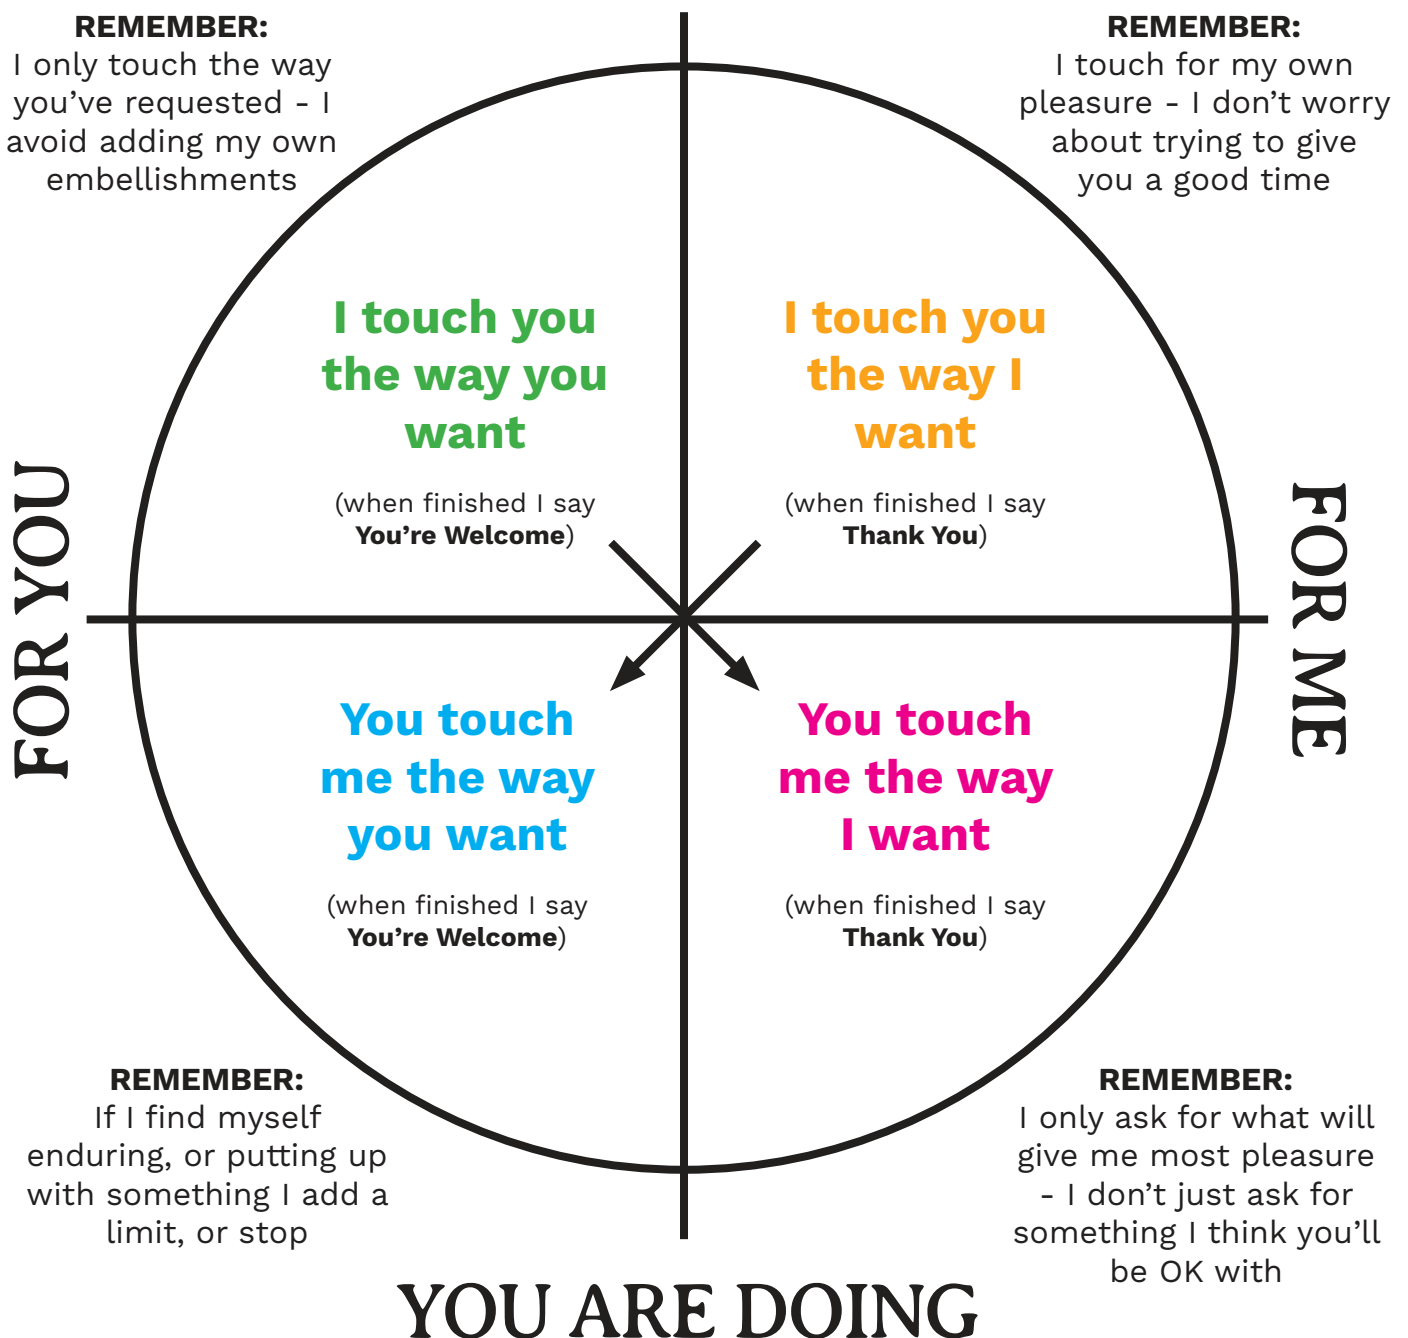 REMEMBER:
I only touch the way
you've requested - I
avoid adding my own
embellishments
REMEMBER:
I touch for my own
pleasure - I don't worry
about trying to give
you a good time
I touch you
the way you
want
(when finished I say
You're Welcome)
I touch you
the way I
want
(when finished I say
Thank You)
FOR YOU
FOR ME
You touch
me the way
you want
(when finished I say
You're Welcome)
You touch
me the way
I want
(when finished I say
Thank You)
REMEMBER:
If I find myself
enduring, or putting up
with something I add a
limit, or stop
REMEMBER:
I only ask for what will
give me most pleasure
- I don't just ask for
something I think you'll
be OK with
YOU ARE DOING